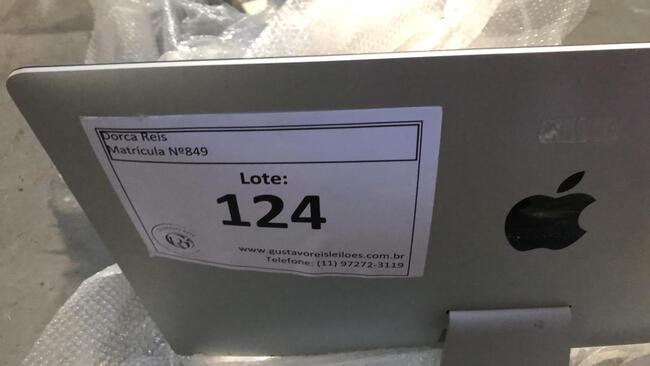 Dorca Reis
Matrícula Nº849
Lote:
124
www.gustavoreisleiloes.com.br
Telefone: (11) 97272-3119